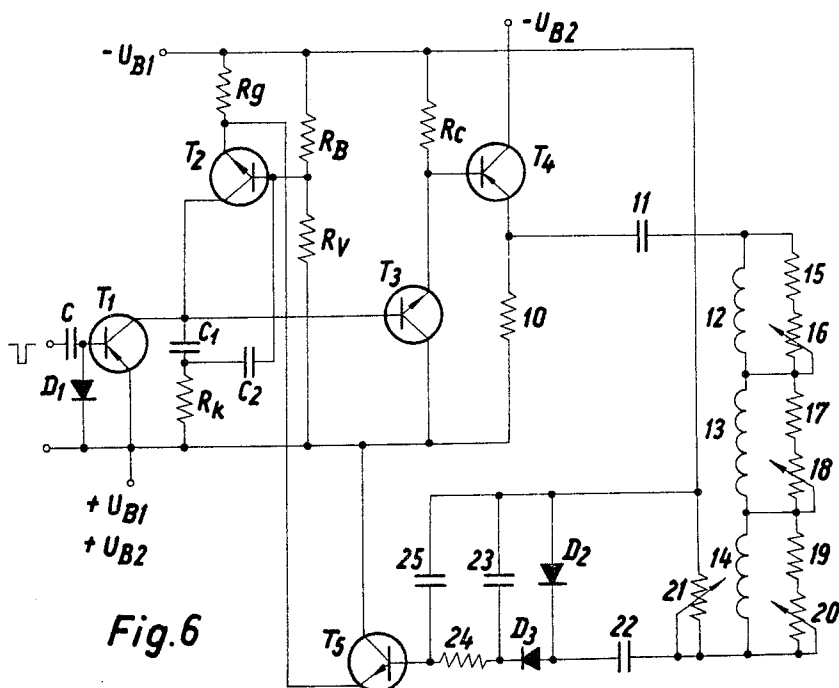 - UB1
- UB2
Rg
RB
RC
T2
T4
11
RV
15
T3
C
T1
10
12
16
C1
D1
C2
Rk
13
17
18
+ UB1
+ UB2
25
23
D2
14
19
21
20
Fig.6
T5
24
D3
22